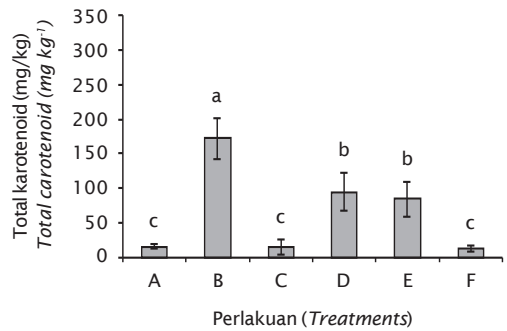 Total karotenoid (mg/kg)
Total carotenoid (mg kg-1)
350
300
250
200
150
100
50
0
c
a
c
b
b
c
A B C D E F
Perlakuan (Treatments)